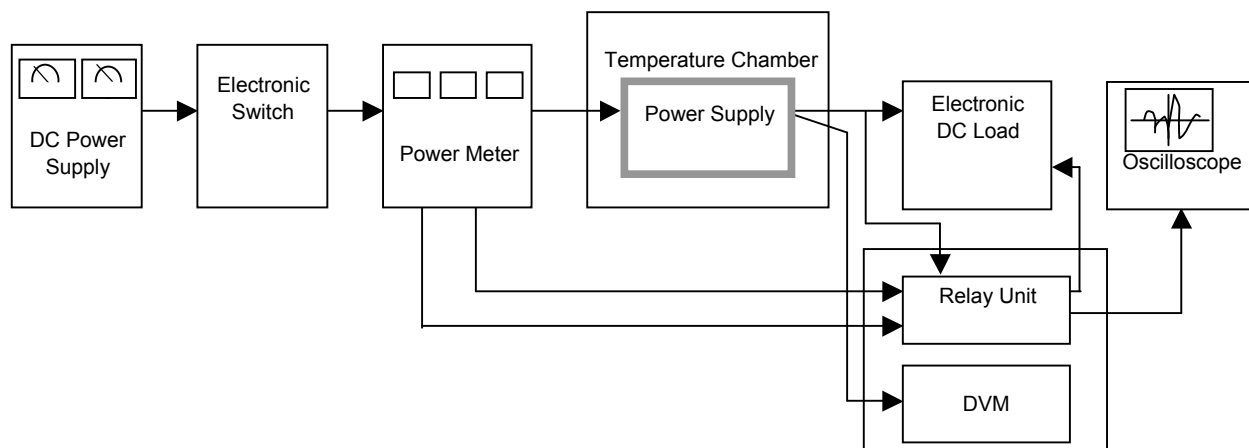 DC Power
Supply
Electronic
Switch
Power Meter
Temperature Chamber
Power Supply
Electronic
DC Load
Oscilloscope
Relay Unit
DVM